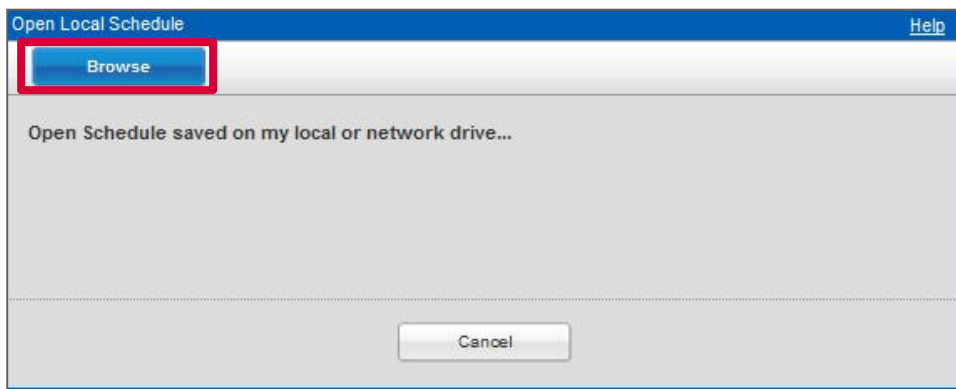 Open Local Schedule Help
Browse
Open Schedule saved on my local or network drive...
Cancel